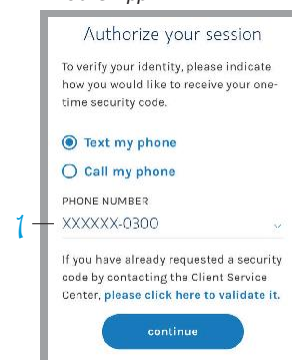 Authorize your session
To verify your identity, please indicate
how you would like to receive your one-
time security code.
Text my phone
Call my phone
PHONE NUMBER
1
XXXXXX-0300
If you have already requested a security
code by contacting the Client Service
Center, please click here to validate it.
continue